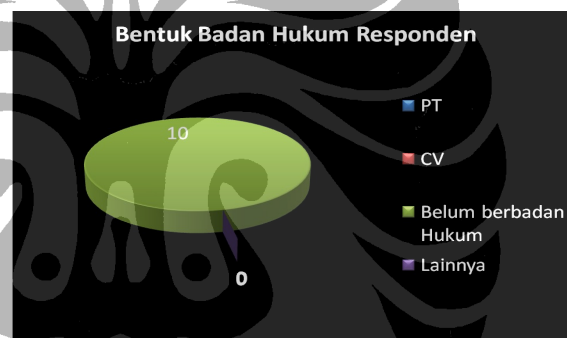 Bentuk Badan Hukum Responden
10
0
PT
CV
Belum berbadan
Hukum
Lainnya